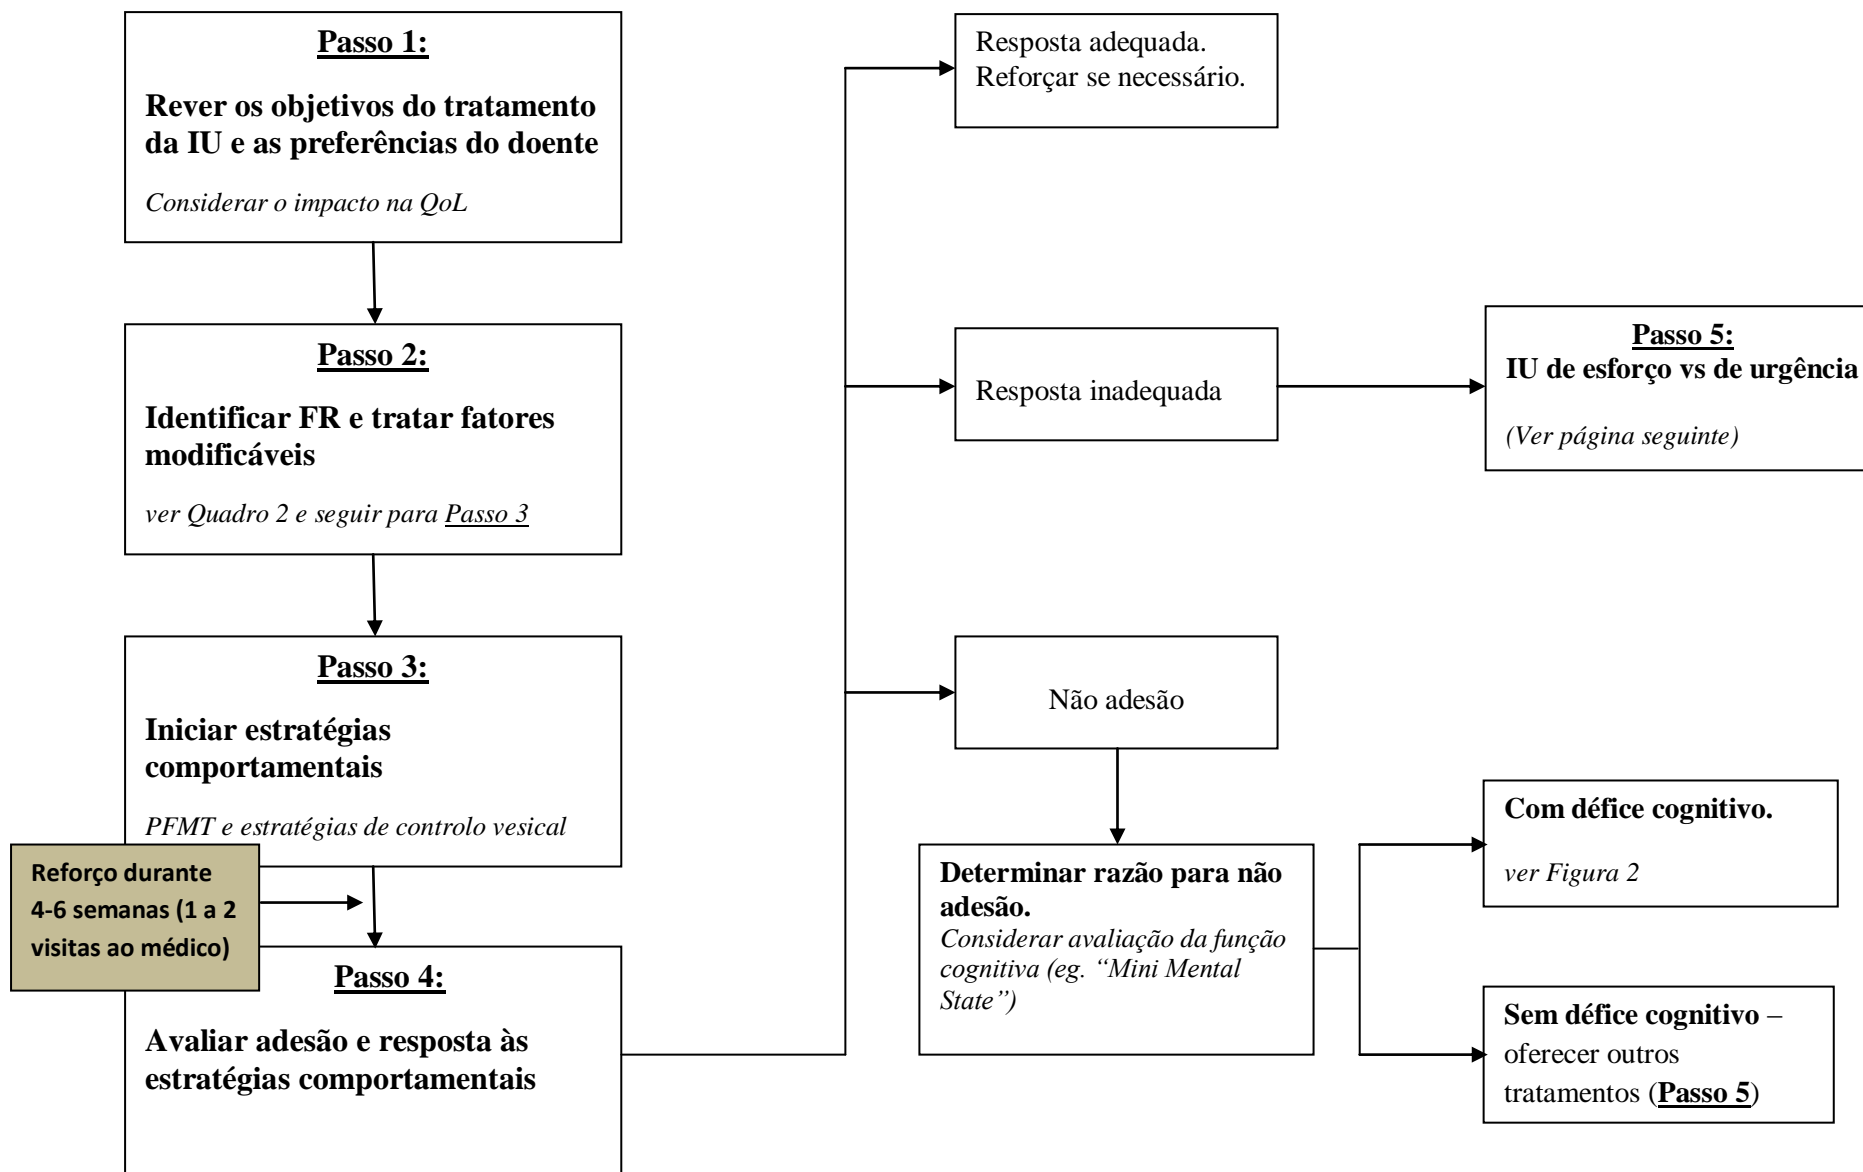 Passo 1:
Rever os objetivos do tratamento
da IU e as preferências do doente
Considerar o impacto na QoL
Passo 2:
Identificar FR e tratar fatores
modificáveis
ver Quadro 2 e seguir para Passo 3
Passo 3:
Iniciar estratégias
comportamentais
PFMT e estratégias de controlo vesical
Reforço durante
4-6 semanas (1 a 2
visitas ao médico)
Passo 4:
Avaliar adesão e resposta às
estratégias comportamentais
Resposta adequada.
Reforçar se necessário.
Resposta inadequada
Passo 5:
IU de esforço vs de urgência
(Ver página seguinte)
Não adesão
Determinar razão para não
adesão.
Considerar avaliação da função
cognitiva (eg. “Mini Mental
State”)
Com défice cognitivo.
ver Figura 2
Sem défice cognitivo –
oferecer outros
tratamentos (Passo 5)